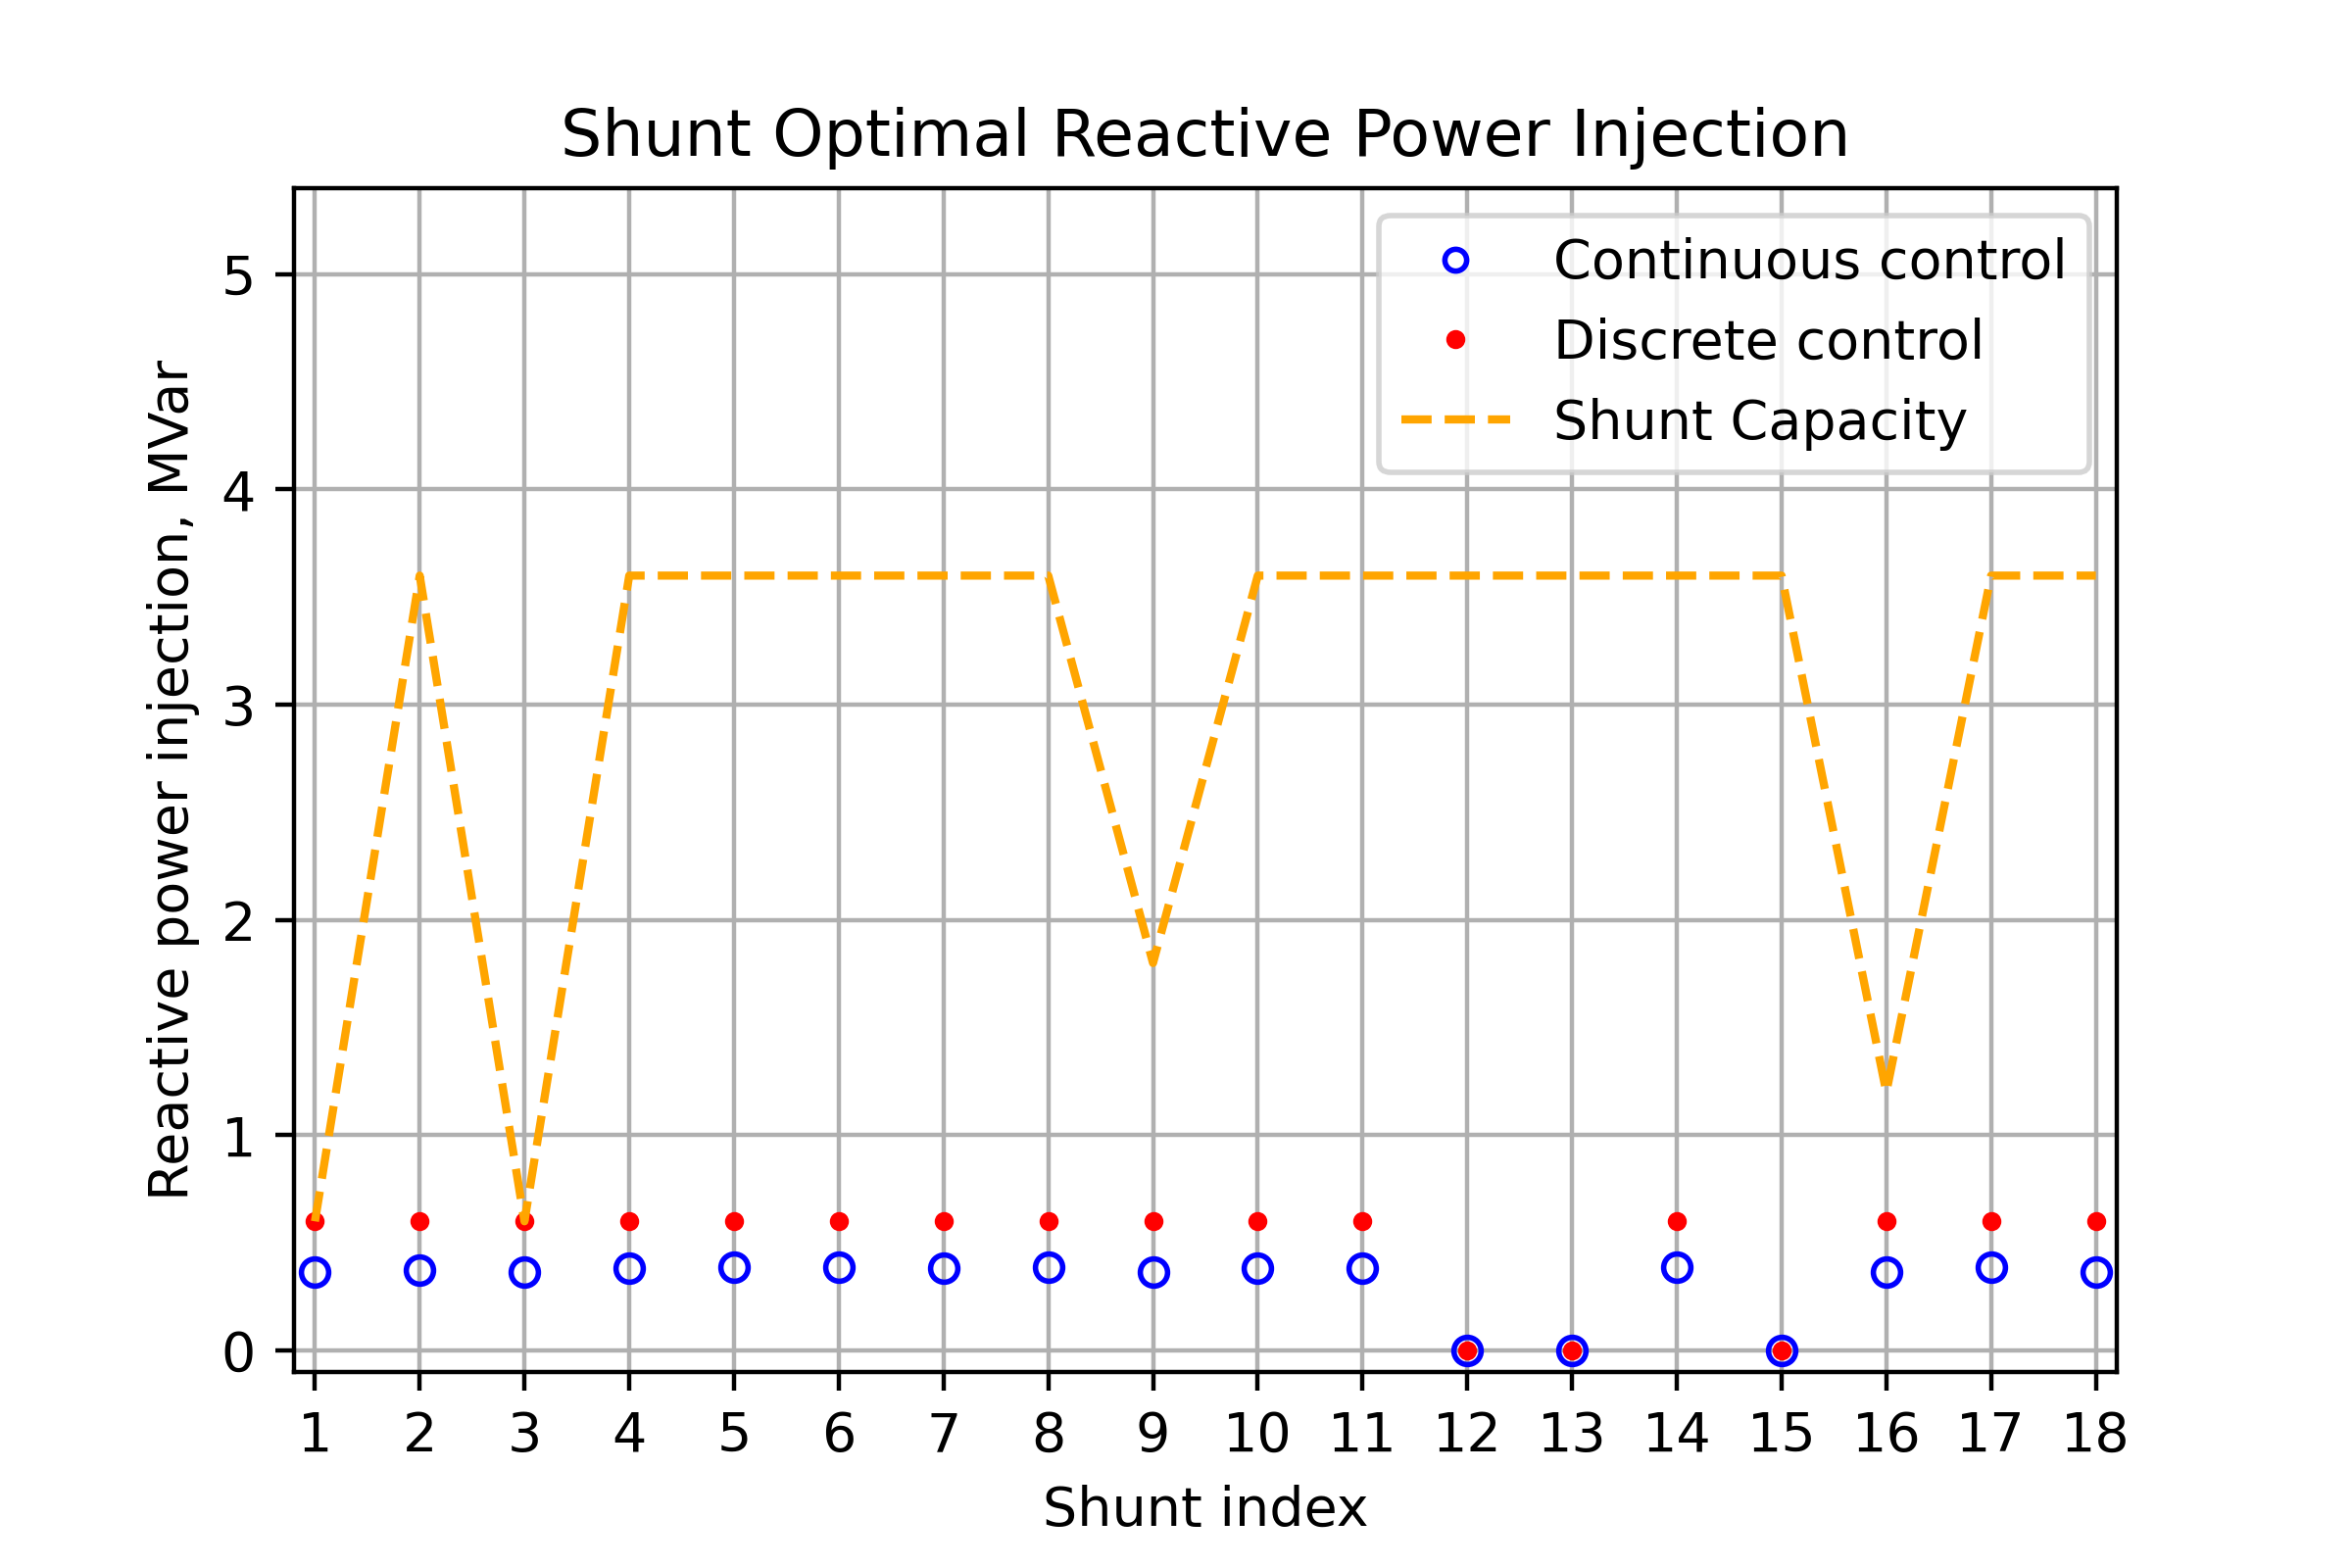 Shunt Optimal Reactive Power Injection
Continuous control
Discrete control
Shunt Capacity
Reactive power injection, MVar
5
4
3
2
1
0
1 2 3 4 5 6 7 8 9 10 11 12 13 14 15 16 17 18
Shunt index